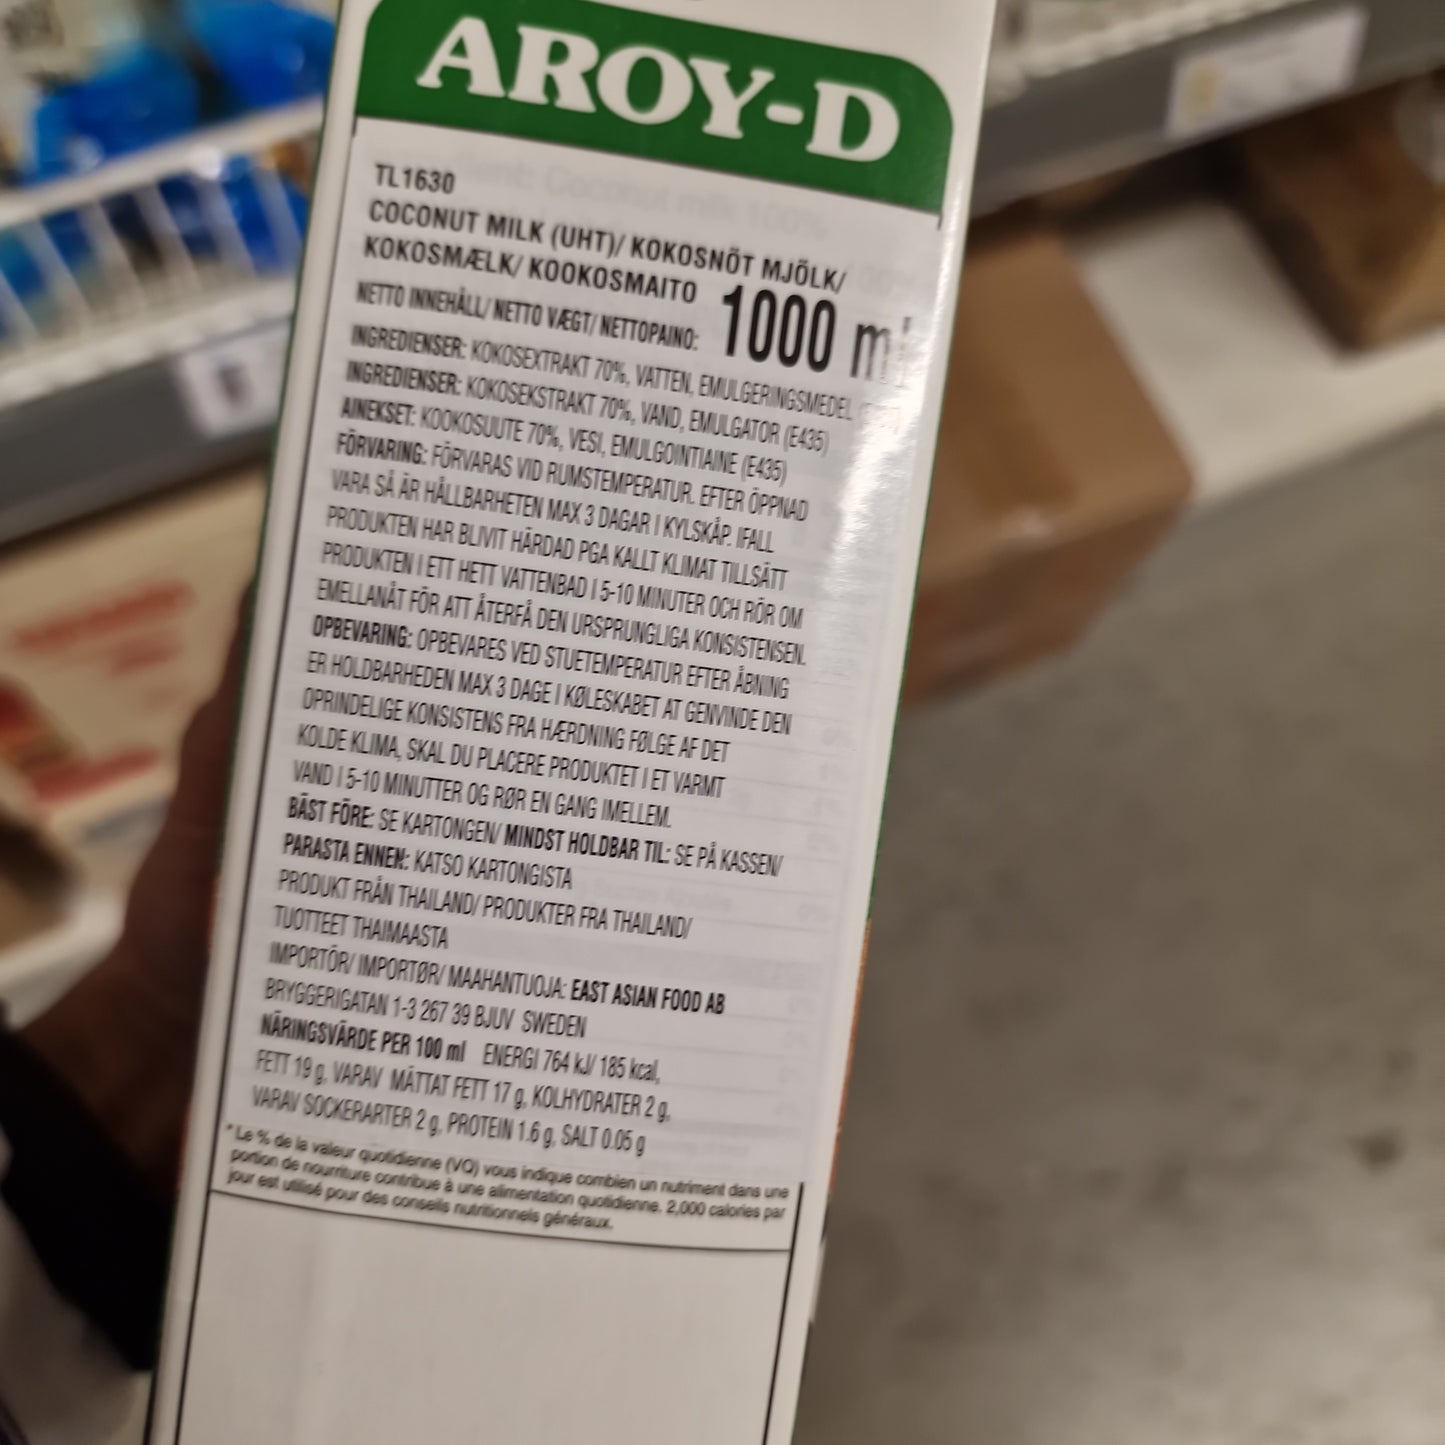 AROY-D
TL1630
COCONUT MILK (UHT)/ KOKOSNÖT MJÖLK/
KOKOSMÆLK/ KOOKOSMAITO
NETTO INNEHÅLL/ NETTO VÆGT/ NETTOPAINO: 1000 ml
INGREDIENSER: KOKOSEXTRAKT 70%, VATTEN, EMULGERINGSMEDEL
INGREDIENSER: KOKOSEKSTRAKT 70%, VAND, EMULGATOR (E435)
AINEKSET: KOOKOSUUTE 70%, VESI, EMULGOINTIAINE (E435)
FÖRVARING: FÖRVARAS VID RUMSTEMPERATUR. EFTER ÖPPNAD
VARA SÅ ÄR HÅLLBARHETEN MAX 3 DAGAR I KYLSKÅP. IFALL
PRODUKTEN HAR BLIVIT HÄRDAD PGA KALLT KLIMAT TILLSÄTT
PRODUKTEN I ETT HETT VATTENBAD I 5-10 MINUTER OCH RÖR OM
EMELLANÅT FÖR ATT ÅTERFÅ DEN URSPRUNGLIGA KONSISTENSEN.
OPBEVARING: OPBEVARES VED STUETEMPERATUR EFTER ÅBNING
ER HOLDBARHEDEN MAX 3 DAGE I KØLESKABET AT GENVINDE DEN
OPRINDELIGE KONSISTENS FRA HÆRDNING FØLGE AF DET
KOLDE KLIMA, SKAL DU PLACERE PRODUKTET I ET VARMT
VAND I 5-10 MINUTTER OG RØR EN GANG IMELLEM.
BÄST FÖRE: SE KARTONGEN/ MINDST HOLDBAR TIL: SE PÅ KASSEN/
PARASTA ENNEN: KATSO KARTONGISTA
PRODUKT FRÅN THAILAND/ PRODUKTER FRA THAILAND/
TUOTTEET THAIMAASTA
IMPORTÖR/ IMPORTØR/ MAAHANTUOJA: EAST ASIAN FOOD AB
BRYGGERIGATAN 1-3 267 39 BJUV SWEDEN
NÄRINGSVÄRDE PER 100 ml ENERGI 764 kJ/ 185 kcal,
FETT 19 g, VARAV MÄTTAT FETT 17 g, KOLHYDRATER 2 g,
VARAV SOCKERARTER 2 g, PROTEIN 1.6 g, SALT 0.05 g
* Le % de la valeur quotidienne (VQ) vous indique combien un nutriment dans une
portion de nourriture contribue à une alimentation quotidienne. 2,000 calories par
jour est utilisé pour des conseils nutritionnels généraux.